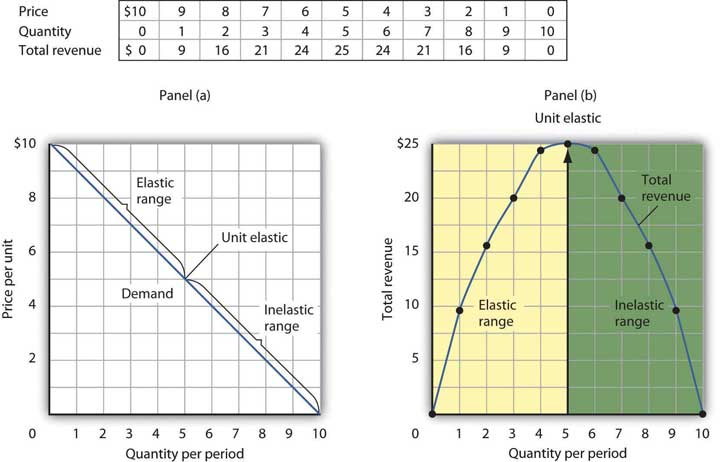 Price $10 9 8 7 6 5 4 3 2 1 0
Quantity 0 1 2 3 4 5 6 7 8 9 10
Total revenue $ 0 9 16 21 24 25 24 21 16 9 0
Panel (a)
$10
8
6
4
2
0 1 2 3 4 5 6 7 8 9 10
Price per unit
Quantity per period
Elastic
range
Unit elastic
Demand
Inelastic
range
Panel (b)
Unit elastic
$25
20
15
10
5
0 1 2 3 4 5 6 7 8 9 10
Total revenue
Quantity per period
Total
revenue
Elastic
range
Inelastic
range